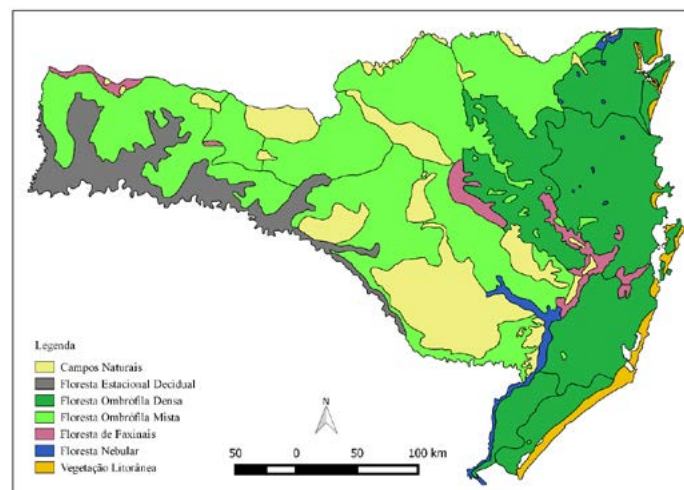 Legenda
Campos Naturais
Floresta Estacional Decidual
Floresta Ombrófila Densa
Floresta Ombrófila Mista
Floresta de Faxinais
Floresta Nebular
Vegetação Litorânea
N
50 0 50 100 km